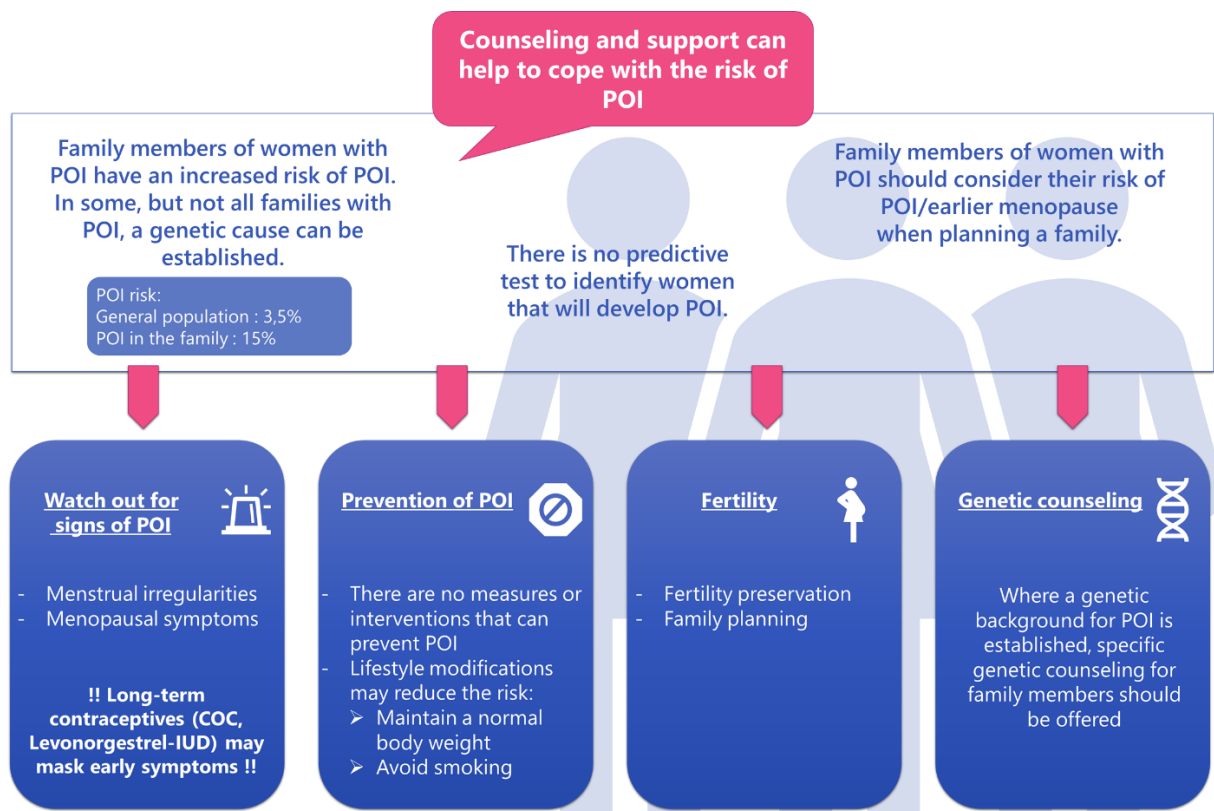 Counseling and support can
help to cope with the risk of
POI
Family members of women with
POI have an increased risk of POI.
In some, but not all families with
POI, a genetic cause can be
established.
POI risk:
General population : 3,5%
POI in the family : 15%
There is no predictive
test to identify women
that will develop POI.
Family members of women with
POI should consider their risk of
POI/earlier menopause
when planning a family.
Watch out for
signs of POI
- Menstrual irregularities
- Menopausal symptoms
!! Long-term
contraceptives (COC,
Levonorgestrel-IUD) may
mask early symptoms !!
Prevention of POI
- There are no measures or
interventions that can
prevent POI
- Lifestyle modifications
may reduce the risk:
➢ Maintain a normal
body weight
➢ Avoid smoking
Fertility
- Fertility preservation
- Family planning
Genetic counseling
Where a genetic
background for POI is
established, specific
genetic counseling for
family members should
be offered